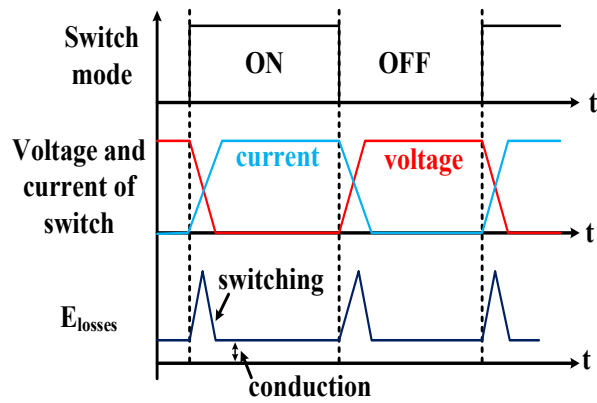 Switch
mode
ON
OFF
t
Voltage and
current of
switch
current
voltage
t
switching
E_losses
t
conduction